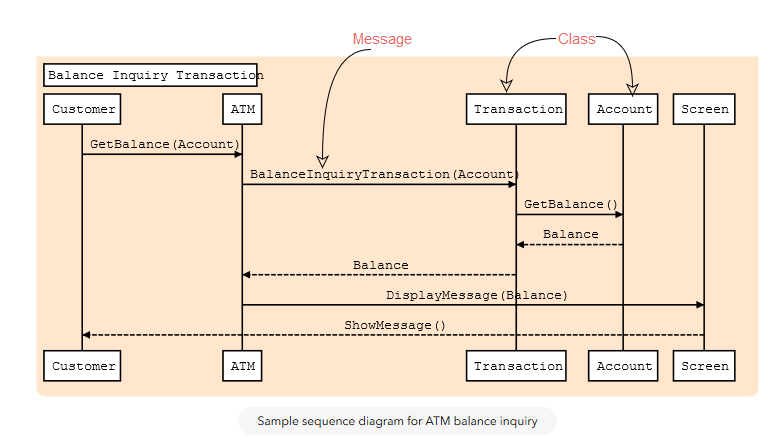 Message
Class
Balance Inquiry Transaction
Customer
ATM
Transaction
Account
Screen
GetBalance(Account)
BalanceInquiryTransaction(Account)
GetBalance()
Balance
Balance
DisplayMessage(Balance)
ShowMessage()
Customer
ATM
Transaction
Account
Screen
Sample sequence diagram for ATM balance inquiry